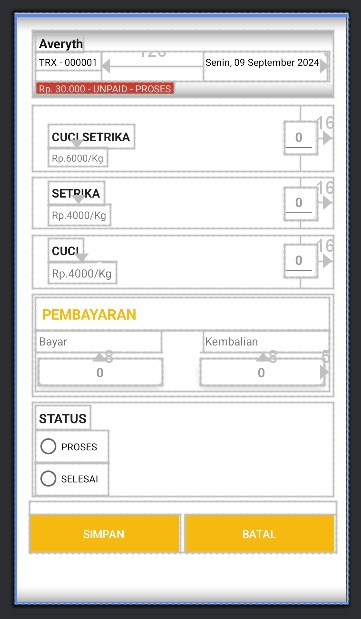 Averyth
126
TRX - 000001 Senin, 09 September 2024
Rp. 30.000 - UNPAID - PROSES
16
CUCI SETRIKA 0
Rp.6000/Kg
16
SETRIKA 0
Rp.4000/Kg
16
CUCI 0
Rp.4000/Kg
PEMBAYARAN
Bayar Kembalian
8 8
0 0
STATUS
PROSES
SELESAI
SIMPAN BATAL